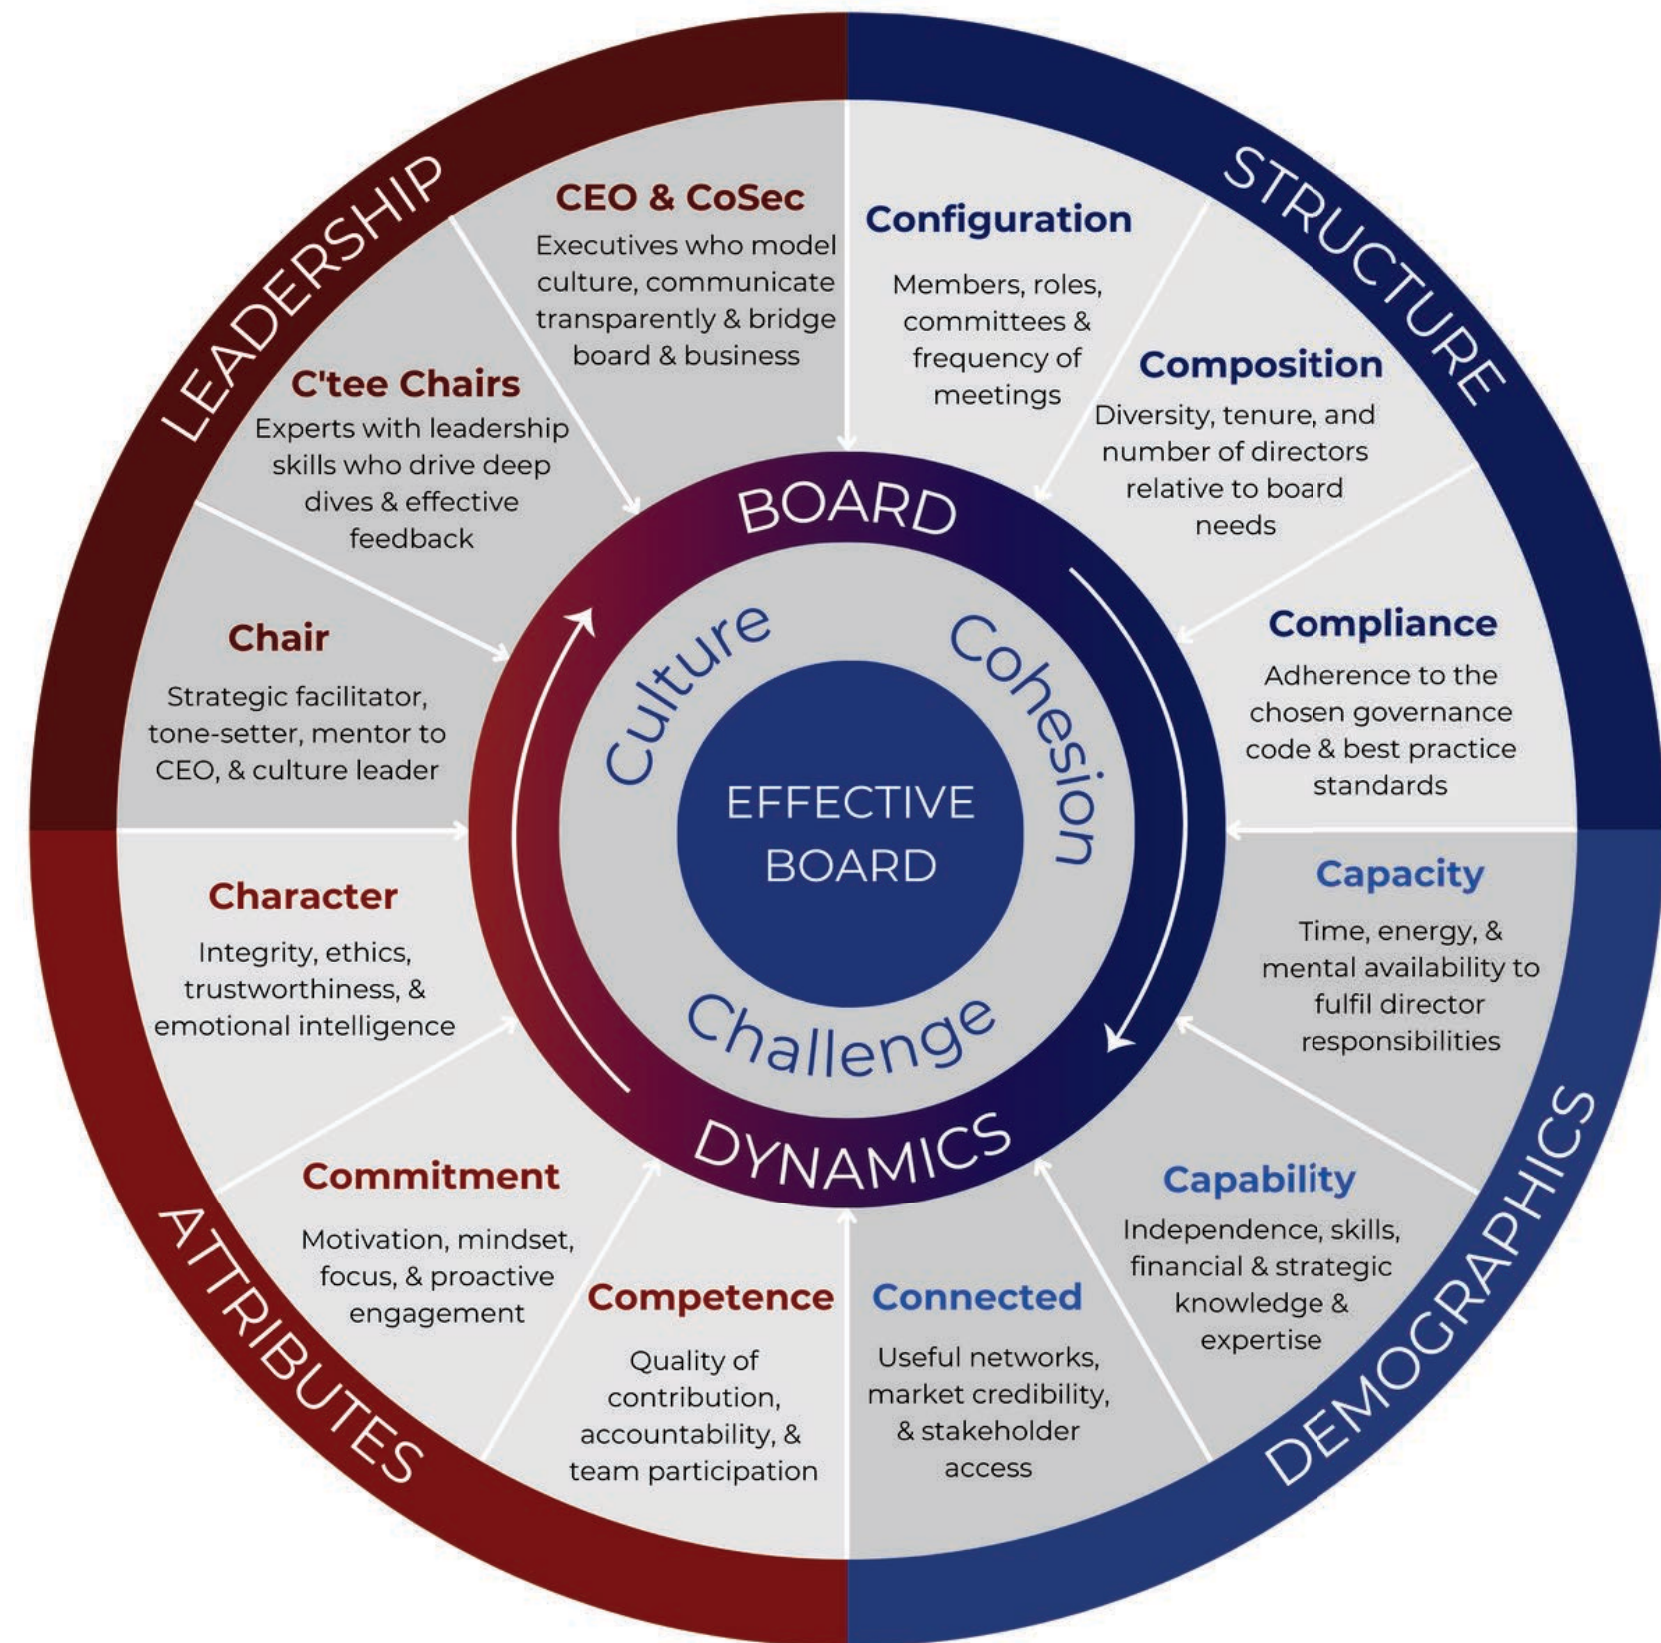 LEADERSHIP
STRUCTURE
CEO & CoSec
Executives who model
culture, communicate
transparently & bridge
board & business
Configuration
Members, roles,
committees &
frequency of
meetings
C'tee Chairs
Experts with leadership
skills who drive deep
dives & effective
feedback
Composition
Diversity, tenure, and
number of directors
relative to board
needs
Chair
Strategic facilitator,
tone-setter, mentor to
CEO, & culture leader
Compliance
Adherence to the
chosen governance
code & best practice
standards
BOARD
Culture
Cohesion
EFFECTIVE
BOARD
Challenge
DYNAMICS
Character
Integrity, ethics,
trustworthiness, &
emotional intelligence
Capacity
Time, energy, &
mental availability to
fulfil director
responsibilities
Commitment
Motivation, mindset,
focus, & proactive
engagement
Capability
Independence, skills,
financial & strategic
knowledge &
expertise
Competence
Quality of
contribution,
accountability, &
team participation
Connected
Useful networks,
market credibility,
& stakeholder
access
ATTRIBUTES
DEMOGRAPHICS